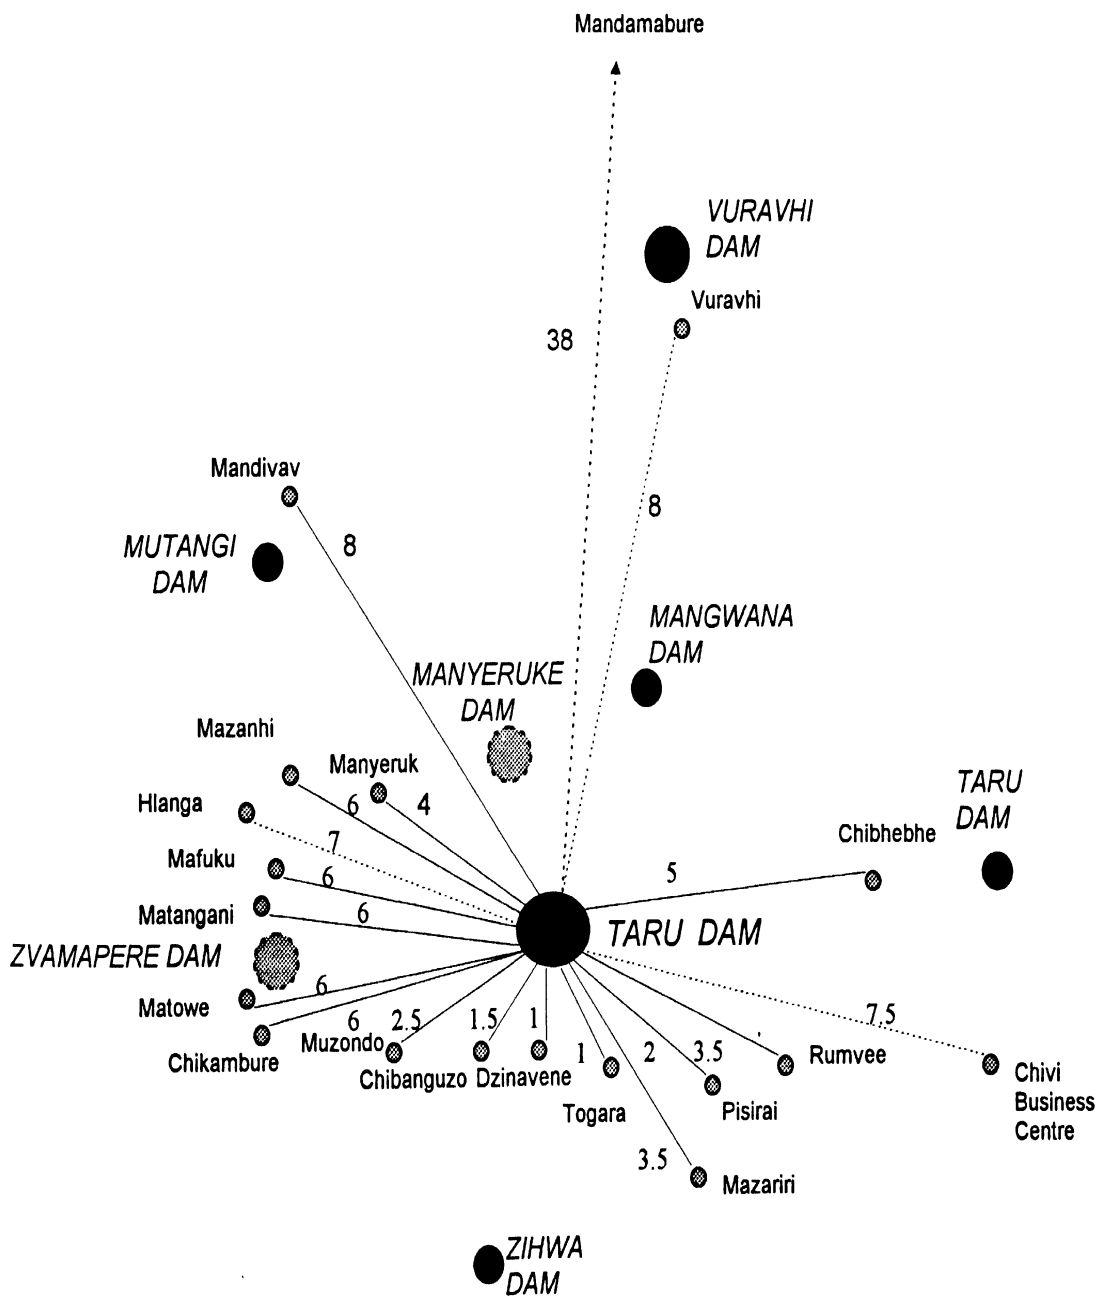 Mandamabure
VURAVHI
DAM
Vuravhi
38
Mandivav
8
8
MUTANGI
DAM
MANGWANA
DAM
MANYERUKE
DAM
Mazanhi
Manyeruk
6
4
TARU
DAM
Hlanga
7
Chibhebhe
Mafuku
6
5
Matangani
6
TARU DAM
ZVAMAPERE DAM
6
Matowe
6
2.5
1.5
1
7.5
Muzondo
1
2
3.5
Rumvee
Chikambure
Chibanguzo
Dzinavene
Chivi
Business
Centre
Togara
Pisirai
3.5
Mazariri
ZIHWA
DAM